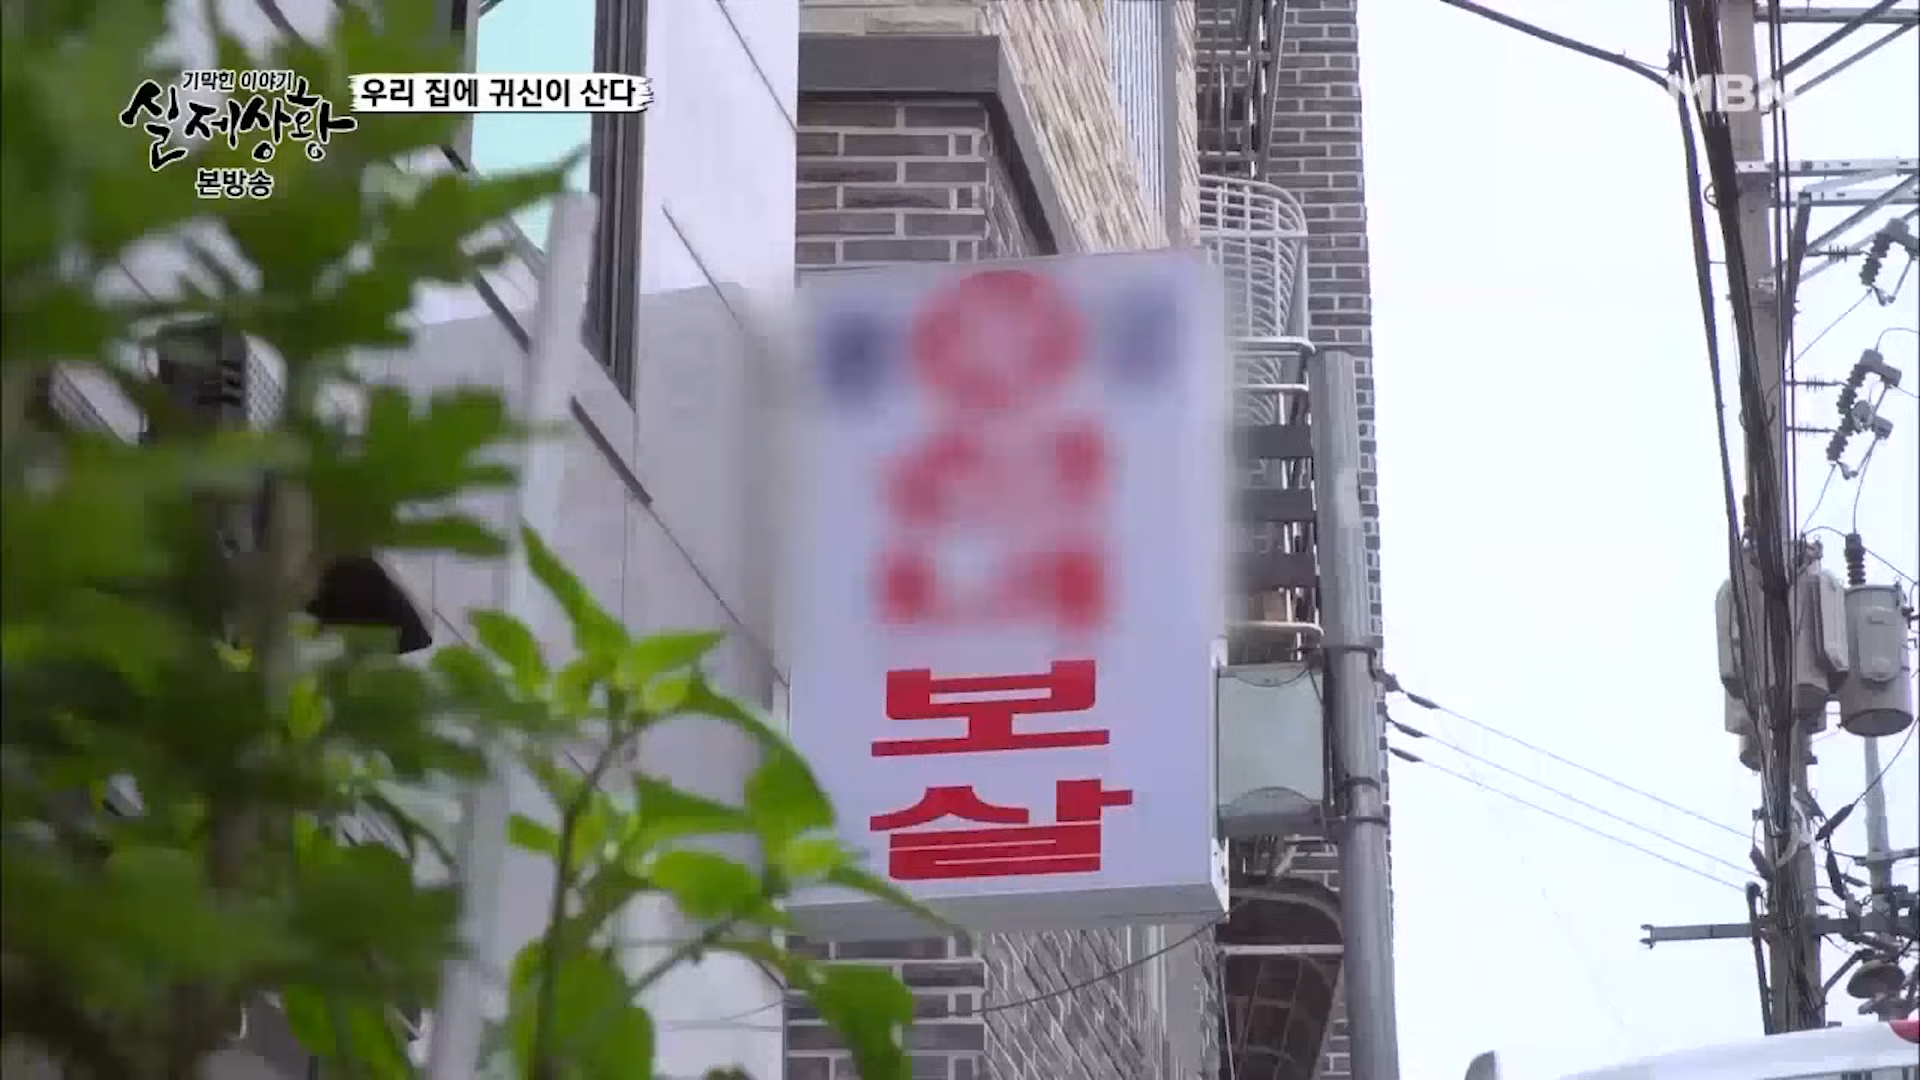 기막힌 이야기
실제상황
본방송
우리 집에 귀신이 산다
MBN
보
살